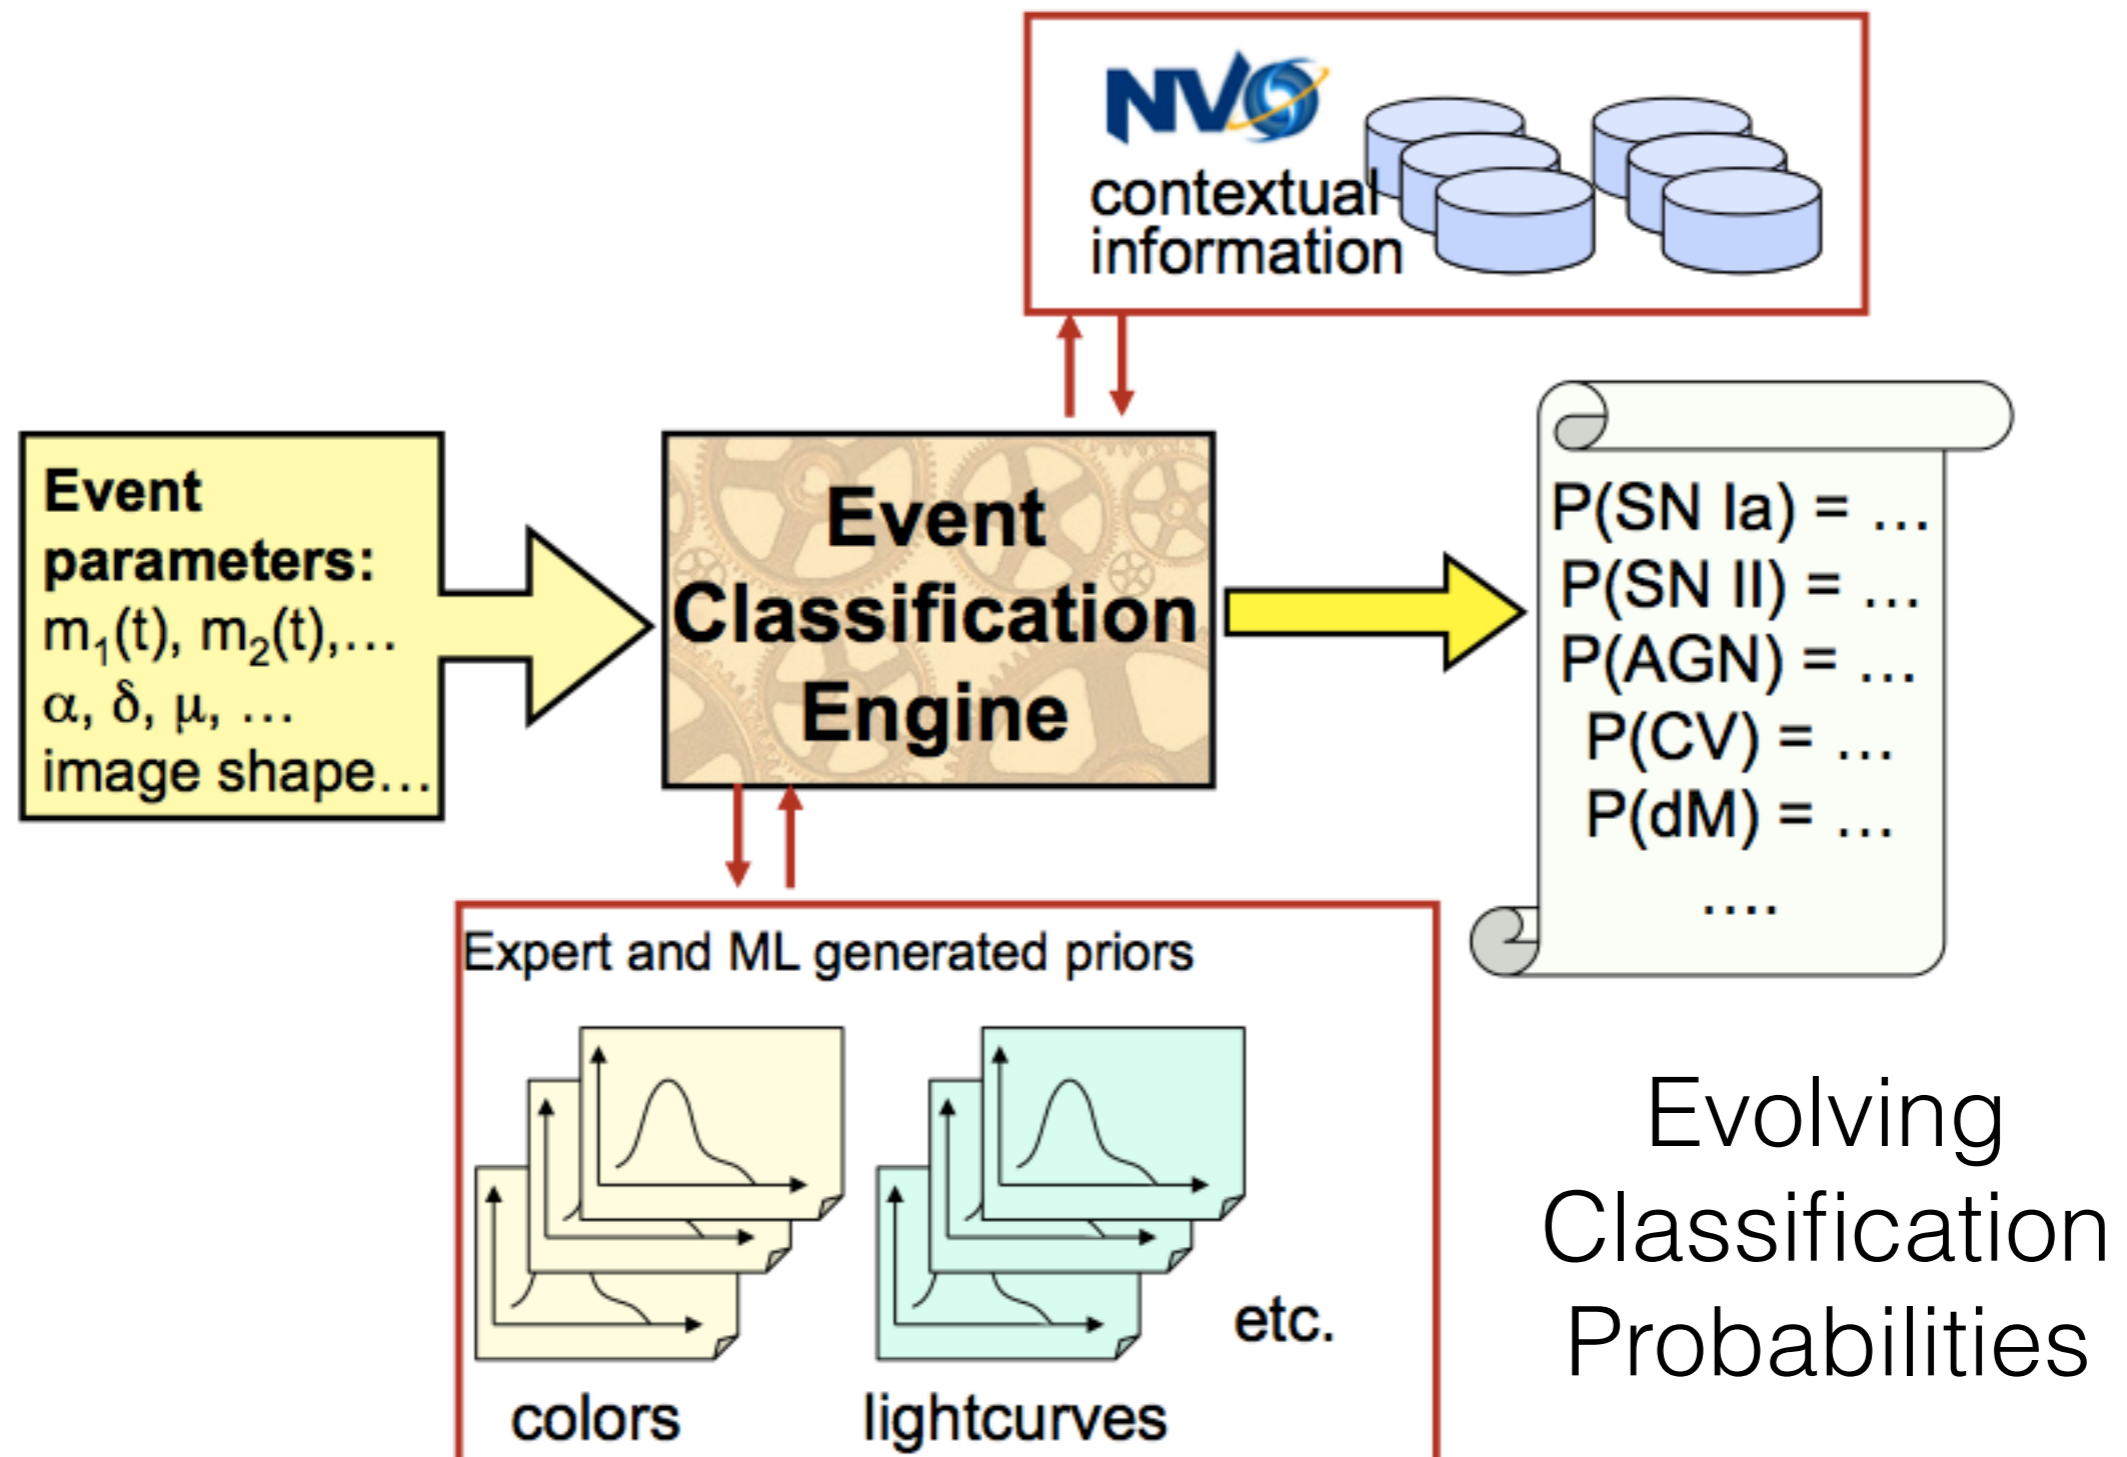 NVO
contextual
information
Event
parameters:
m₁(t), m₂(t),...
α, δ, μ, ...
image shape...
Event
Classification
Engine
P(SN Ia) = ...
P(SN II) = ...
P(AGN) = ...
P(CV) = ...
P(dM) = ...
....
Expert and ML generated priors
etc.
colors
lightcurves
Evolving
Classification
Probabilities